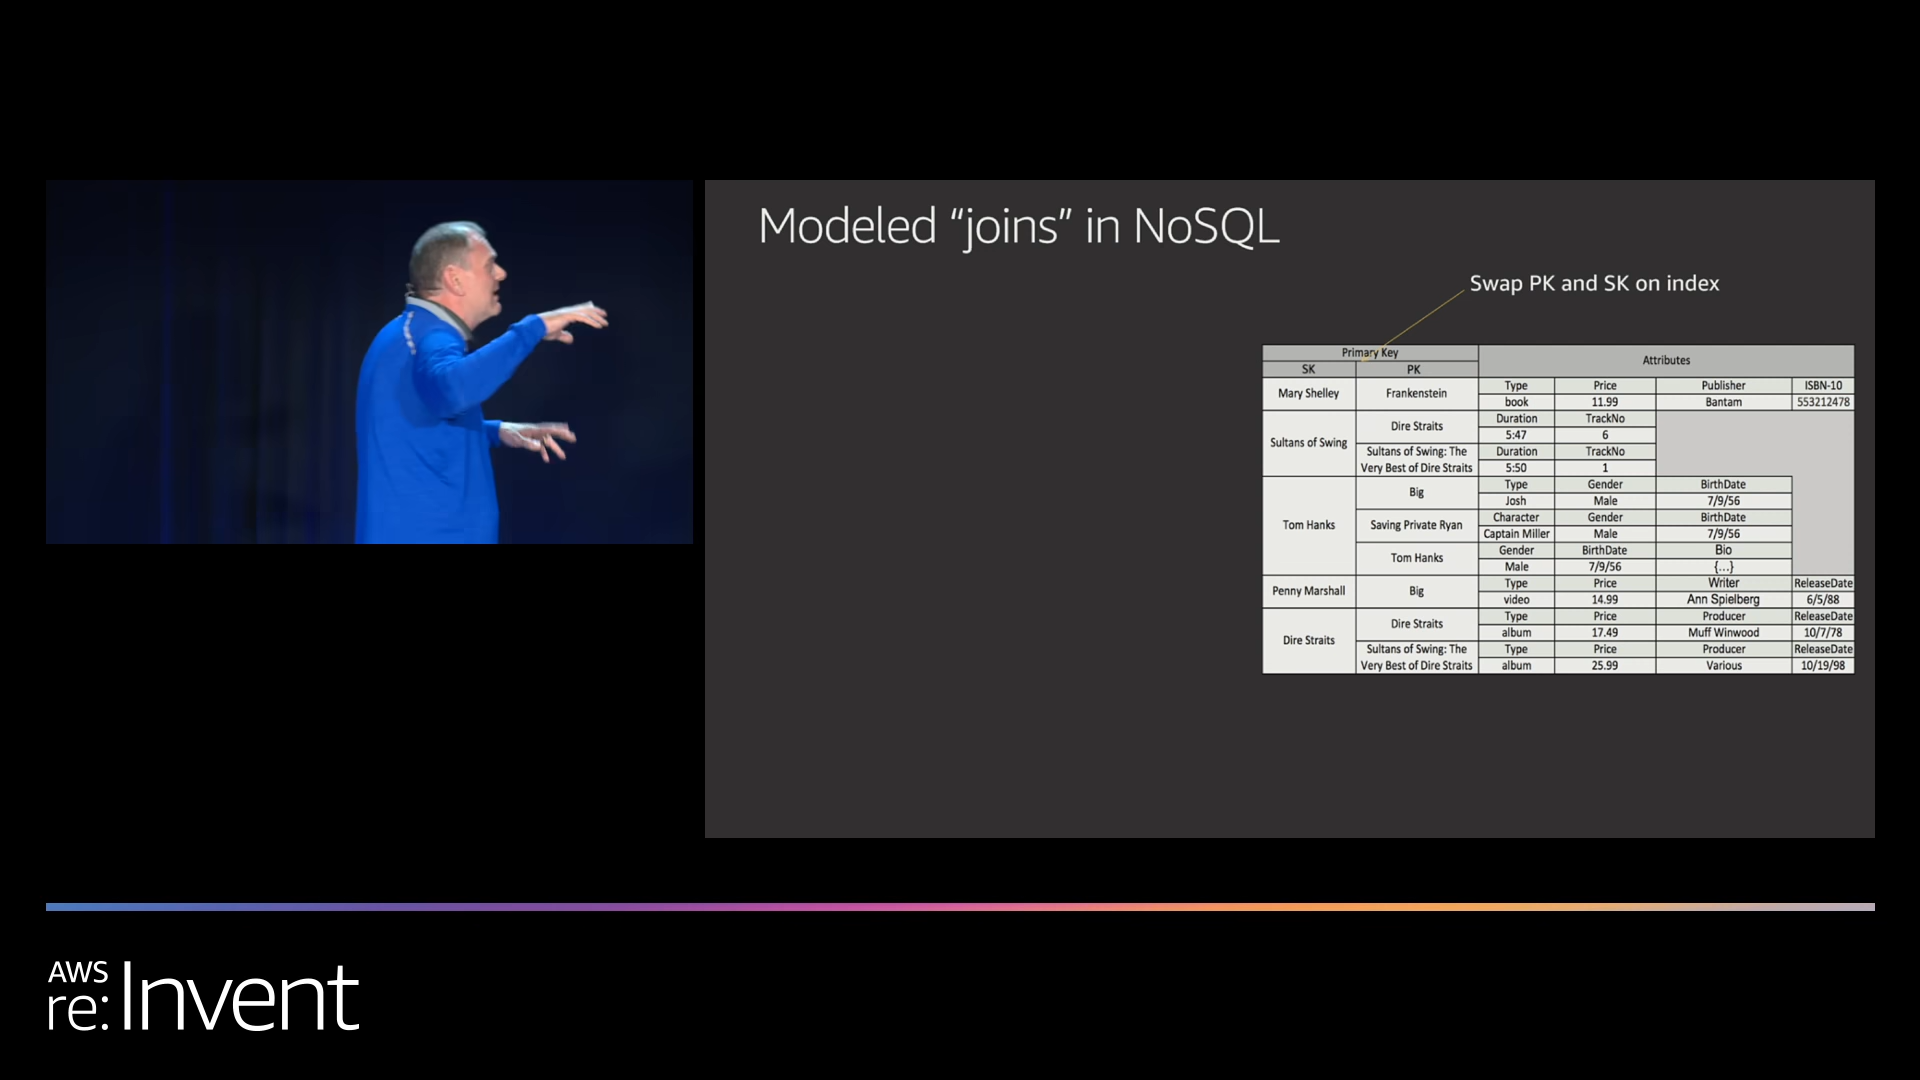 Modeled “joins” in NoSQL
Swap PK and SK on index
Primary Key
Attributes
SK
PK
Mary Shelley
Frankenstein
Type Price Publisher ISBN-10
book 11.99 Bantam 553212478
Sultans of Swing
Dire Straits
Duration TrackNo
5:47 6
Sultans of Swing: The
Very Best of Dire Straits
Duration TrackNo
5:50 1
Tom Hanks
Big
Type Gender BirthDate
Josh Male 7/9/56
Saving Private Ryan
Character Gender BirthDate
Captain Miller Male 7/9/56
Tom Hanks
Gender BirthDate Bio
Male 7/9/56 {...}
Penny Marshall
Big
Type Price Writer ReleaseDate
video 14.99 Ann Spielberg 6/5/88
Dire Straits
Dire Straits
Type Price Producer ReleaseDate
album 17.49 Muff Winwood 10/7/78
Sultans of Swing: The
Very Best of Dire Straits
Type Price Producer ReleaseDate
album 25.99 Various 10/19/98
AWS
re:Invent